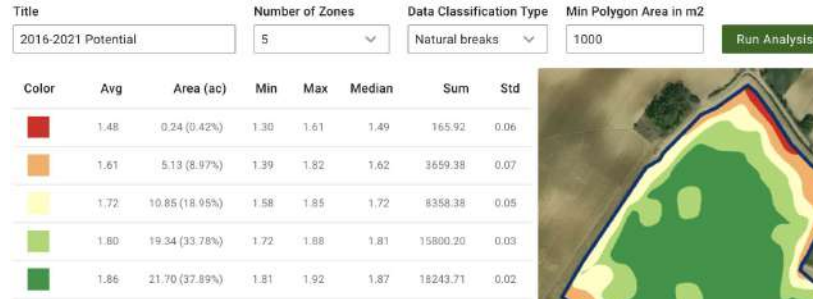 Title Number of Zones Data Classification Type Min Polygon Area in m2
2016-2021 Potential 5 Natural breaks 1000 Run Analysis
Color Avg Area (ac) Min Max Median Sum Std
1.48 0.24 (0.42%) 1.30 1.61 1.49 165.92 0.06
1.61 5.13 (8.97%) 1.39 1.82 1.62 3659.38 0.07
1.72 10.85 (18.95%) 1.58 1.85 1.72 8358.38 0.05
1.80 19.34 (33.78%) 1.72 1.88 1.81 15800.20 0.03
1.86 21.70 (37.89%) 1.81 1.92 1.87 18243.71 0.02